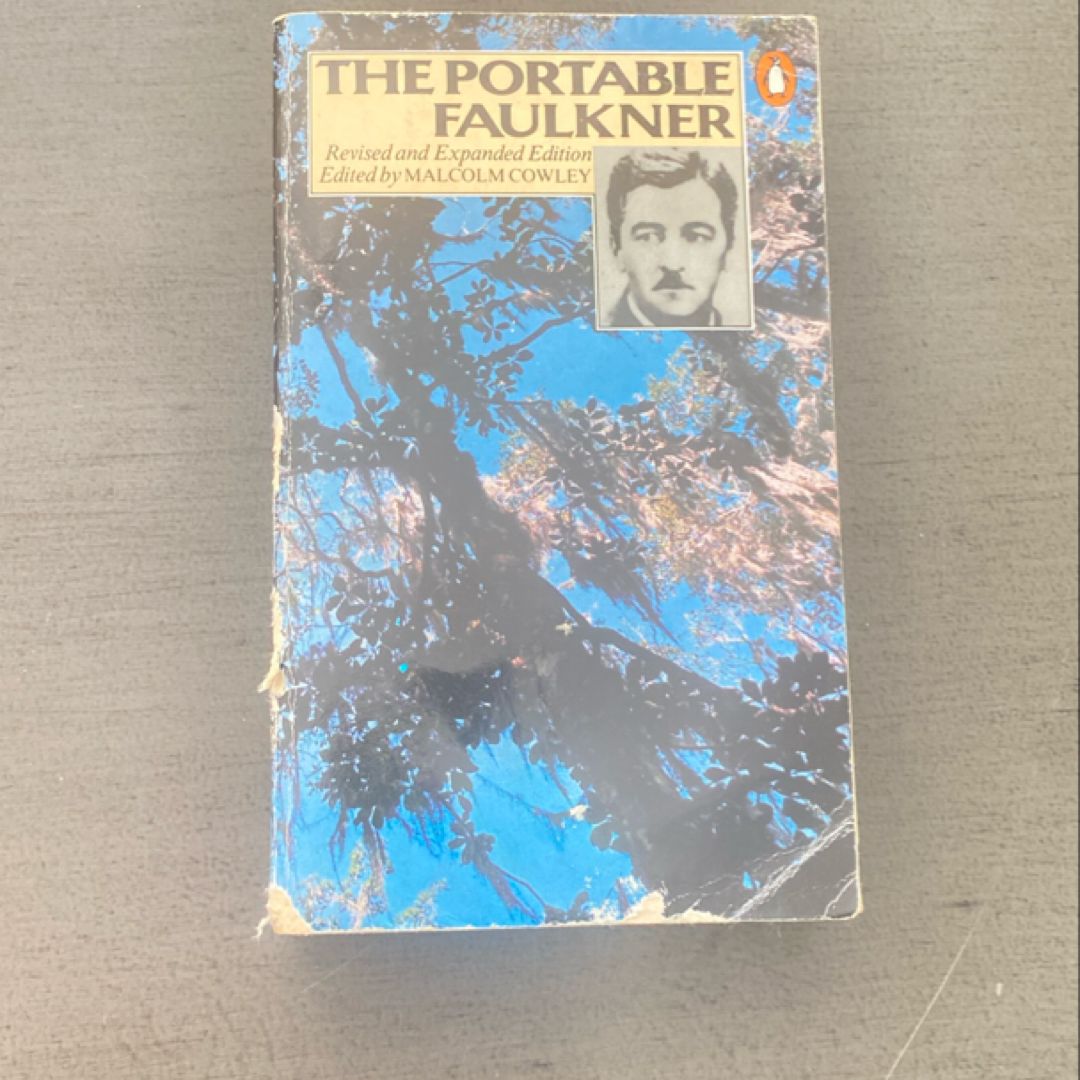 THE PORTABLE
FAULKNER
Revised and Expanded Edition
Edited by MALCOLM COWLEY